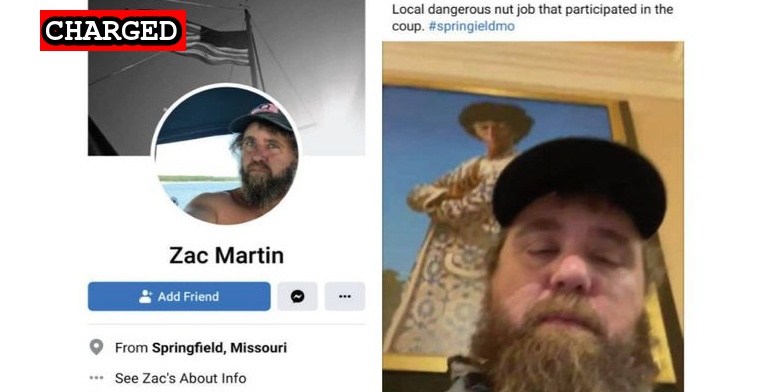 CHARGED
Zac Martin
Add Friend
From Springfield, Missouri
See Zac's About Info
Local dangerous nut job that participated in the
coup. #springieldmo